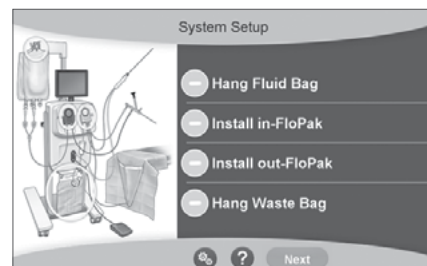 System Setup
Hang Fluid Bag
Install in-FloPak
Install out-FloPak
Hang Waste Bag
?
Next